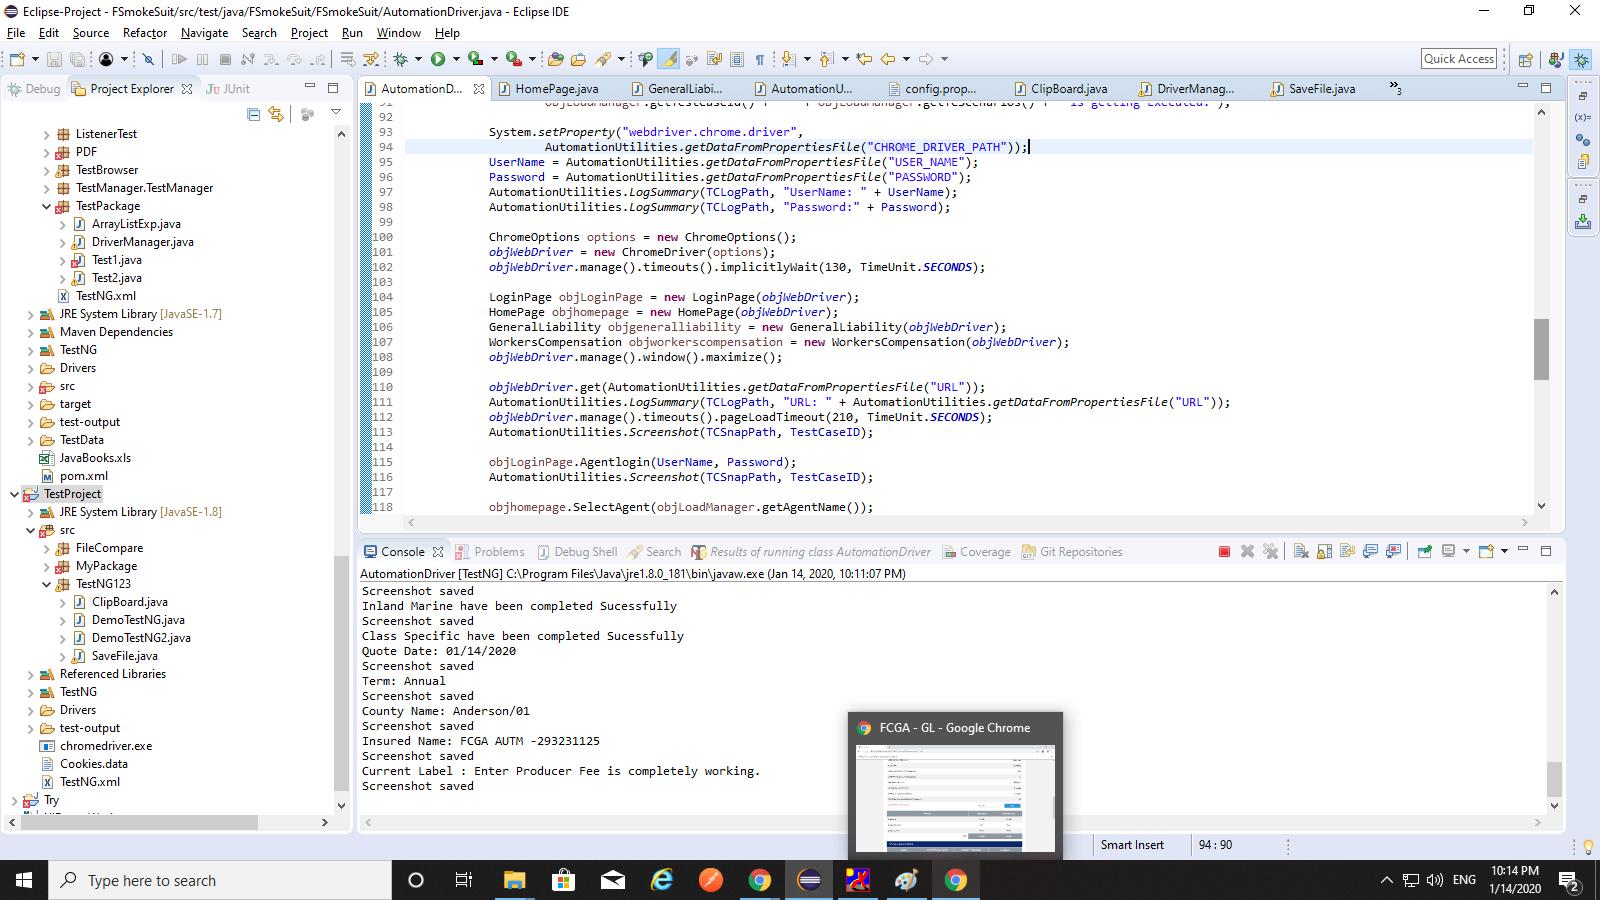 Eclipse-Project - FSmokeSuit/src/test/java/FSmokeSuit/FSmokeSuit/AutomationDriver.java - Eclipse IDE
File Edit Source Refactor Navigate Search Project Run Window Help
Quick Access
Debug Project Explorer JUnit
ListenerTest
PDF
TestBrowser
TestManager.TestManager
TestPackage
ArrayListExp.java
DriverManager.java
Test1.java
Test2.java
TestNG.xml
JRE System Library [JavaSE-1.7]
Maven Dependencies
TestNG
Drivers
src
target
test-output
TestData
JavaBooks.xls
pom.xml
TestProject
JRE System Library [JavaSE-1.8]
src
FileCompare
MyPackage
TestNG123
ClipBoard.java
DemoTestNG.java
DemoTestNG2.java
SaveFile.java
Referenced Libraries
TestNG
Drivers
test-output
chromedriver.exe
Cookies.data
TestNG.xml
Try
AutomationD... HomePage.java GeneralLiabi... AutomationU... config.prop... ClipBoard.java DriverManag... SaveFile.java »3
92
93 System.setProperty("webdriver.chrome.driver",
94 AutomationUtilities.getDataFromPropertiesFile("CHROME_DRIVER_PATH"));
95 UserName = AutomationUtilities.getDataFromPropertiesFile("USER_NAME");
96 Password = AutomationUtilities.getDataFromPropertiesFile("PASSWORD");
97 AutomationUtilities.LogSummary(TCLogPath, "UserName: " + UserName);
98 AutomationUtilities.LogSummary(TCLogPath, "Password:" + Password);
99
100 ChromeOptions options = new ChromeOptions();
101 objWebDriver = new ChromeDriver(options);
102 objWebDriver.manage().timeouts().implicitlyWait(130, TimeUnit.SECONDS);
103
104 LoginPage objLoginPage = new LoginPage(objWebDriver);
105 HomePage objhomepage = new HomePage(objWebDriver);
106 GeneralLiability objgeneralliability = new GeneralLiability(objWebDriver);
107 WorkersCompensation objworkerscompensation = new WorkersCompensation(objWebDriver);
108 objWebDriver.manage().window().maximize();
109
110 objWebDriver.get(AutomationUtilities.getDataFromPropertiesFile("URL"));
111 AutomationUtilities.LogSummary(TCLogPath, "URL: " + AutomationUtilities.getDataFromPropertiesFile("URL"));
112 objWebDriver.manage().timeouts().pageLoadTimeout(210, TimeUnit.SECONDS);
113 AutomationUtilities.Screenshot(TCSnapPath, TestCaseID);
114
115 objLoginPage.Agentlogin(UserName, Password);
116 AutomationUtilities.Screenshot(TCSnapPath, TestCaseID);
117
118 objhomepage.SelectAgent(objLoadManager.getAgentName());
Console Problems Debug Shell Search Results of running class AutomationDriver Coverage Git Repositories
AutomationDriver [TestNG] C:\Program Files\Java\jre1.8.0_181\bin\javaw.exe (Jan 14, 2020, 10:11:07 PM)
Screenshot saved
Inland Marine have been completed Sucessfully
Screenshot saved
Class Specific have been completed Sucessfully
Quote Date: 01/14/2020
Screenshot saved
Term: Annual
Screenshot saved
County Name: Anderson/01
Screenshot saved
Insured Name: FCGA AUTM -293231125
Screenshot saved
Current Label : Enter Producer Fee is completely working.
Screenshot saved
FCGA - GL - Google Chrome
Smart Insert 94 : 90
Type here to search
ENG
10:14 PM
1/14/2020
2